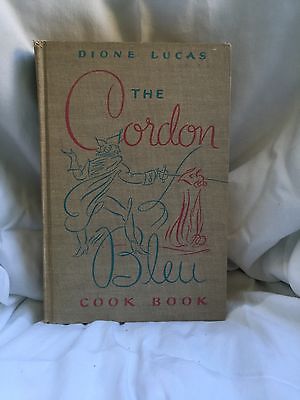 DIONE LUCAS
THE
Cordon
Bleu
COOK BOOK